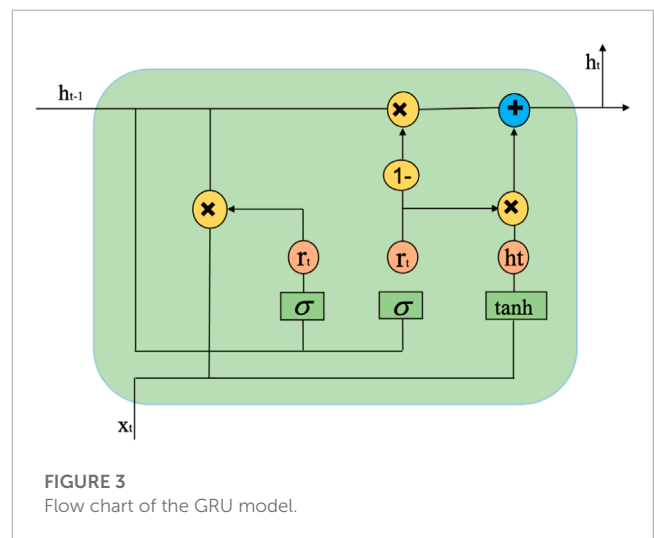 hₜ
hₜ₋₁
1-
rₜ
rₜ
ht
σ
σ
tanh
xₜ
FIGURE 3
Flow chart of the GRU model.